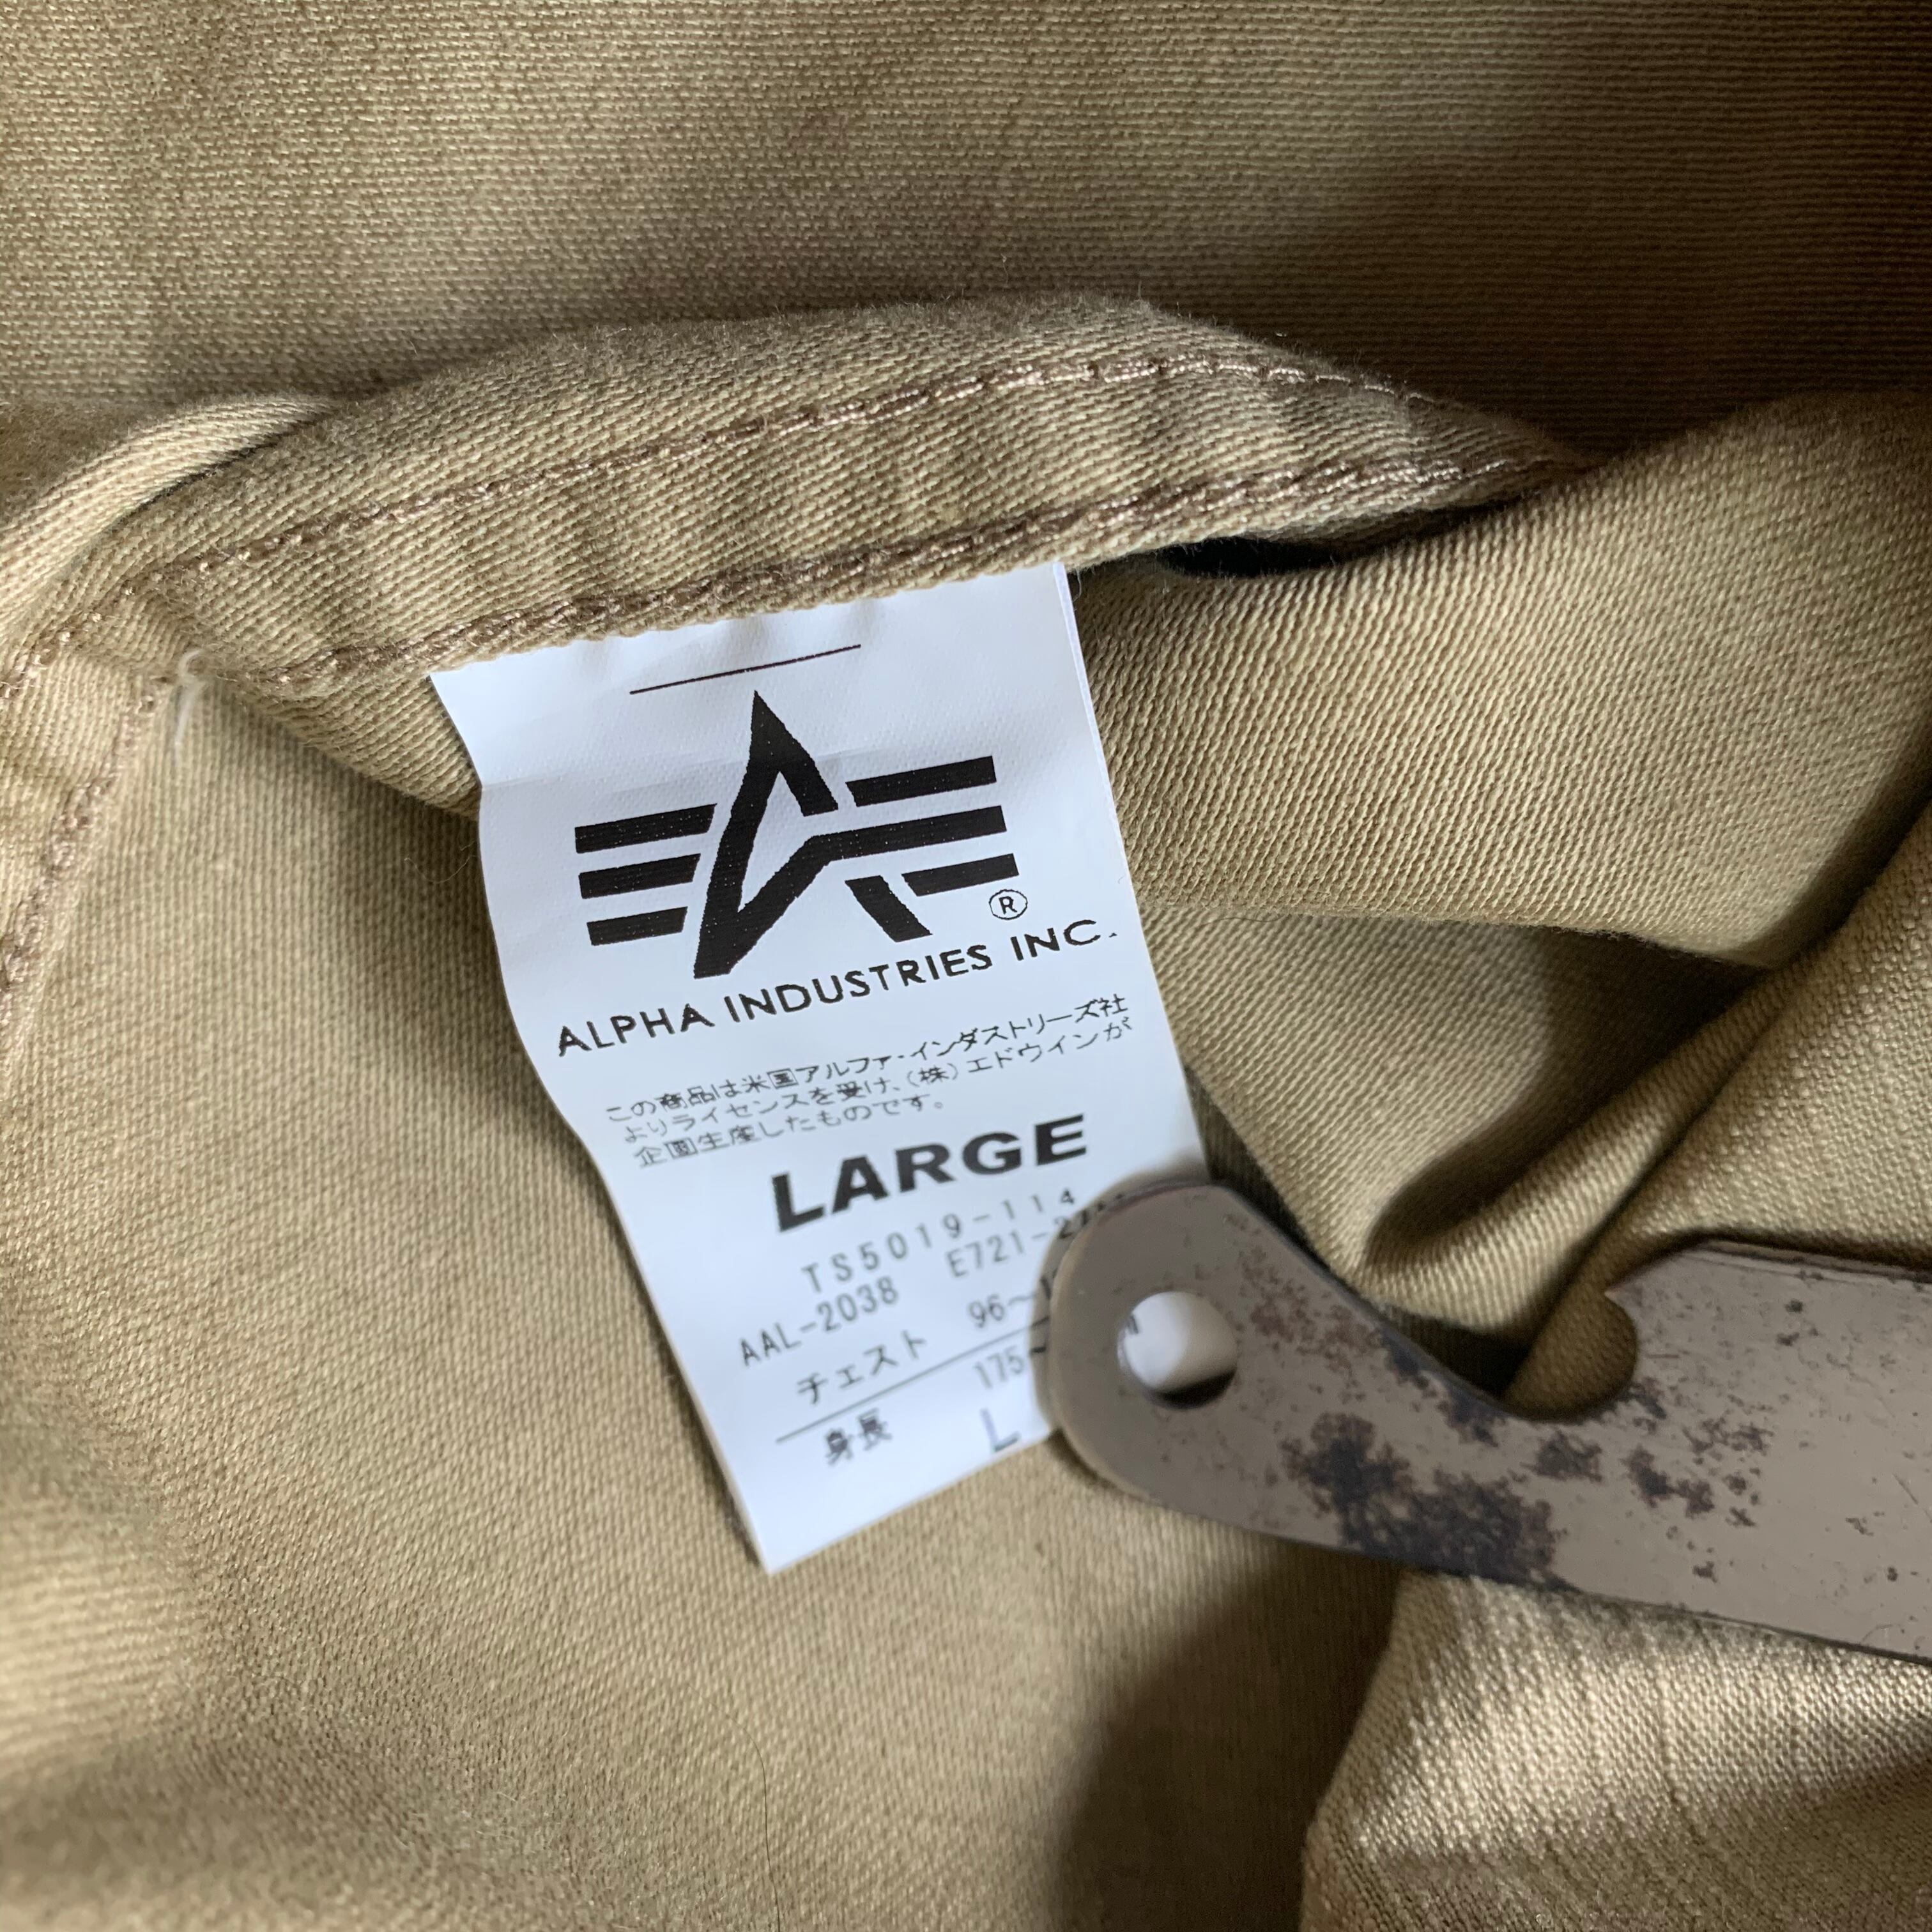 ®
ALPHA INDUSTRIES INC.
この商品は米国アルファ・インダストリーズ社
よりライセンスを受け、(株)エドウインが
企画生産したものです。
LARGE
TS5019-114
AAL-2038 E721-
チェスト 96～
身長 175
L